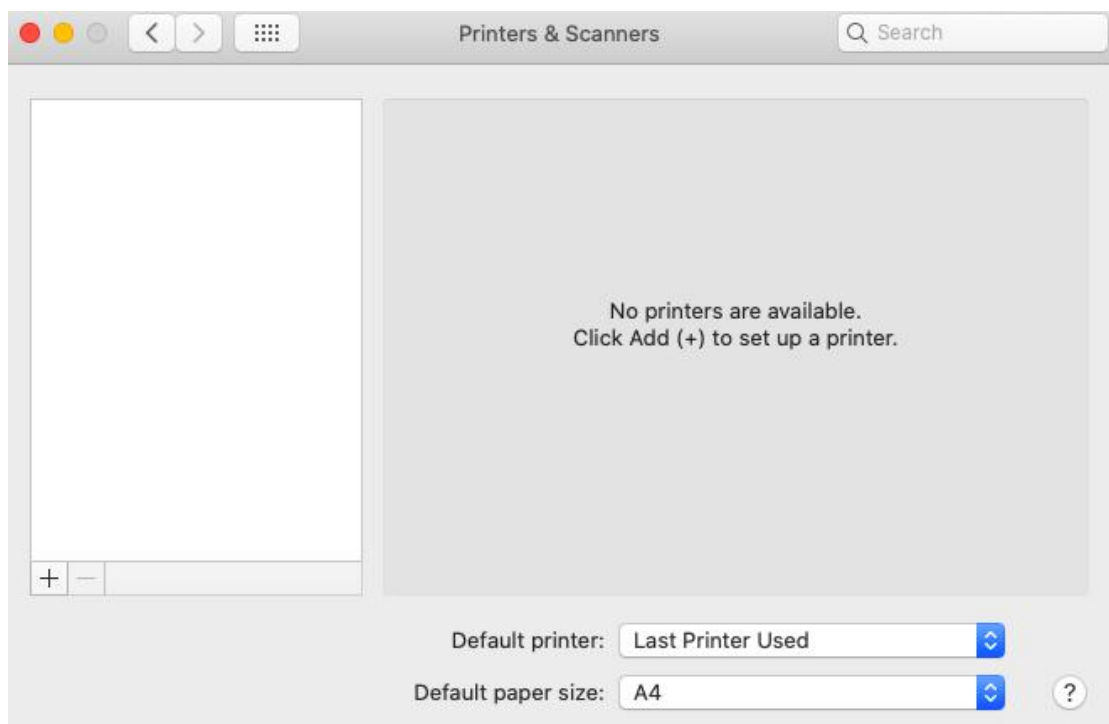 Printers & Scanners
Search
No printers are available.
Click Add (+) to set up a printer.
+ −
Default printer: Last Printer Used
Default paper size: A4
?